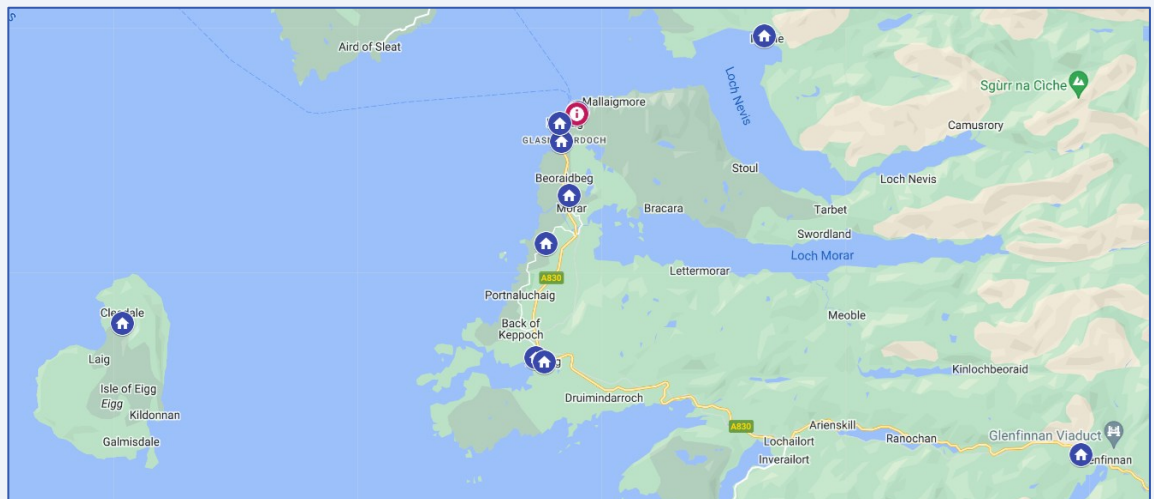 Aird of Sleat
Mallaigmore
Loch Nevis
Sgùrr na Cìche
Camusrory
Stoul
Loch Nevis
Beoraidbeg
Morar
Bracara
Tarbet
Swordland
Loch Morar
Lettermorar
A830
Portnaluchaig
Meoble
Back of
Keppoch
Laig
Isle of Eigg
Eigg
Kildonnan
Galmisdale
Kinlochbeoraid
Druimindarroch
A830
Arienskill
Lochailort
Ranochan
Inverailort
Glenfinnan Viaduct